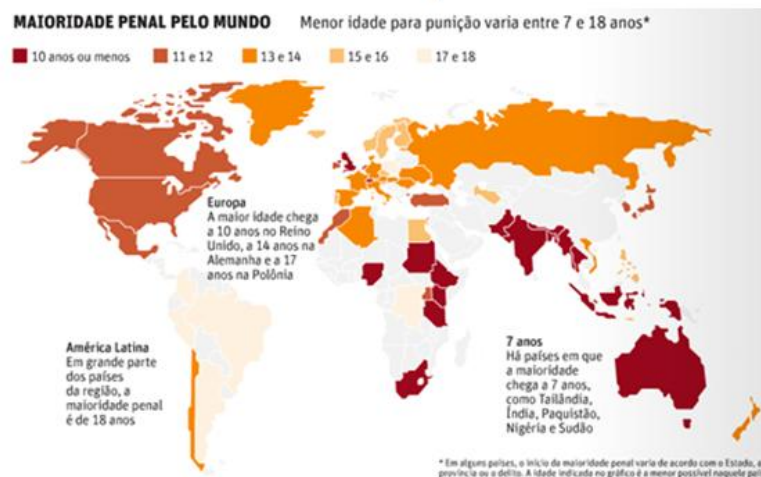 MAIORIDADE PENAL PELO MUNDO Menor idade para punição varia entre 7 e 18 anos*
10 anos ou menos 11 e 12 13 e 14 15 e 16 17 e 18
Europa
A maior idade chega
a 10 anos no Reino
Unido, a 14 anos na
Alemanha e a 17
anos na Polônia
América Latina
Em grande parte
dos países
da região, a
maioridade penal
é de 18 anos
7 anos
Há países em que
a maioridade
chega a 7 anos,
como Tailândia,
Índia, Paquistão,
Nigéria e Sudão
* Em alguns países, o início da maioridade penal varia de acordo com o Estado, a
província ou o delito. A idade indicada no gráfico é a menor possível naquele